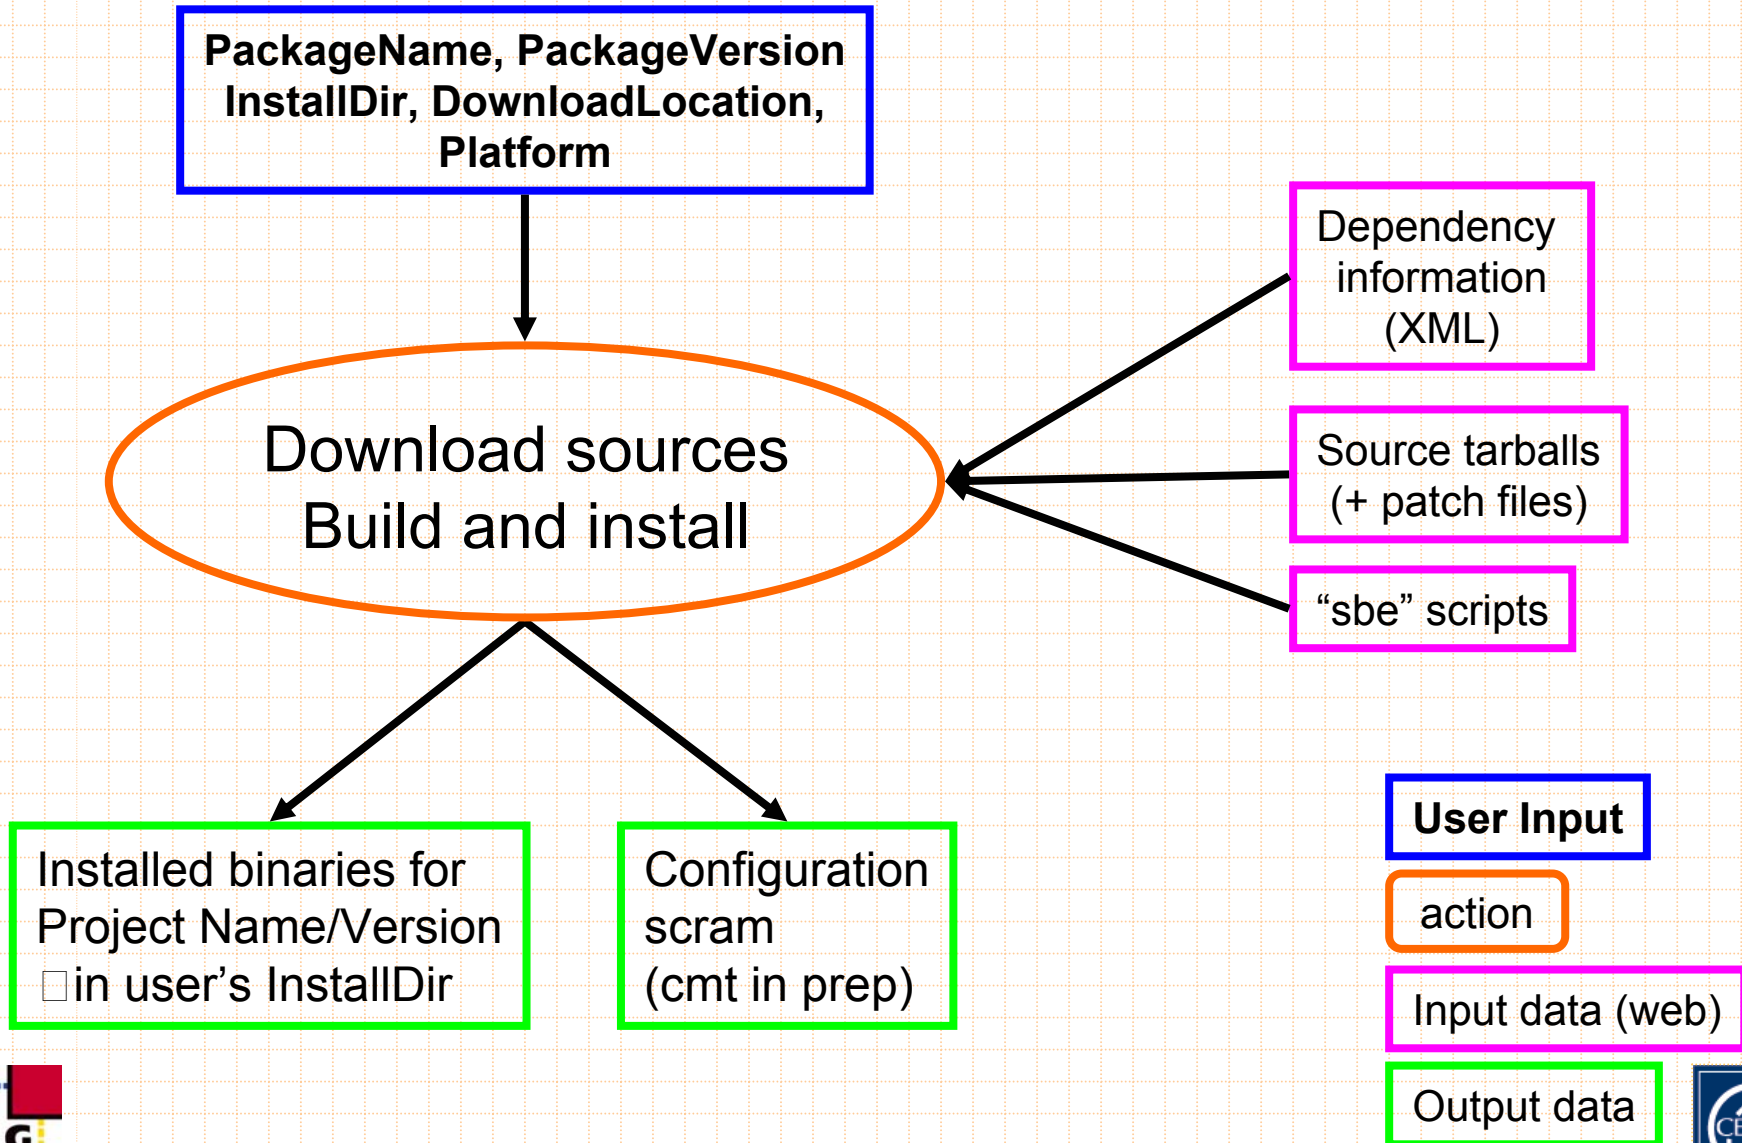 PackageName, PackageVersion
InstallDir, DownloadLocation,
Platform
Dependency
information
(XML)
Download sources
Build and install
Source tarballs
(+ patch files)
“sbe” scripts
Installed binaries for
Project Name/Version
in user’s InstallDir
Configuration
scram
(cmt in prep)
User Input
action
Input data (web)
Output data
G